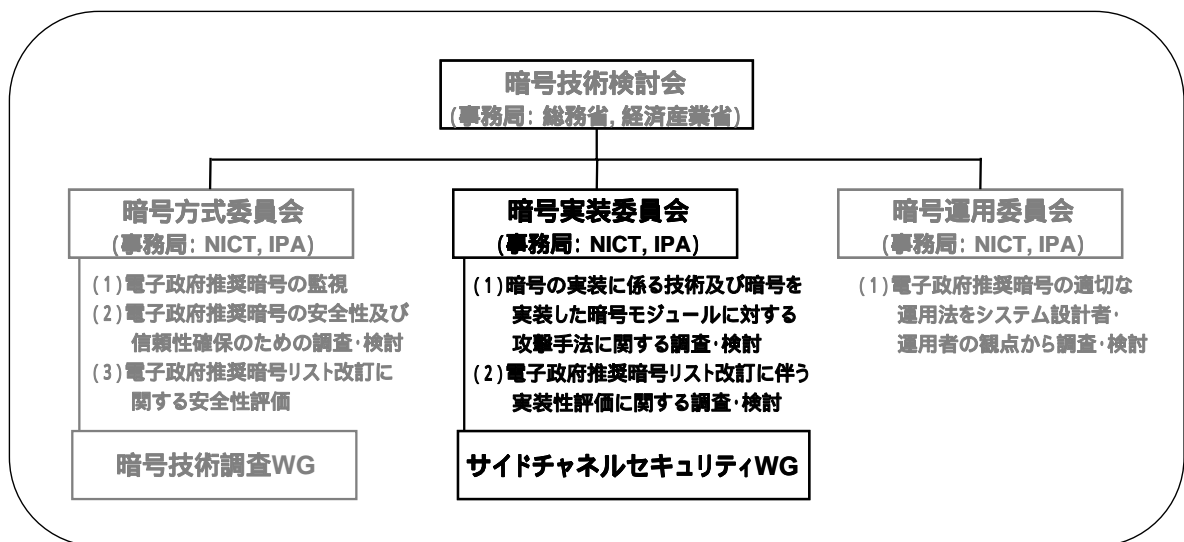 暗号技術検討会
(事務局: 総務省, 経済産業省)
暗号方式委員会
(事務局: NICT, IPA)
(1)電子政府推奨暗号の監視
(2)電子政府推奨暗号の安全性及び
信頼性確保のための調査･検討
(3)電子政府推奨暗号リスト改訂に
関する安全性評価
暗号技術調査WG
暗号実装委員会
(事務局: NICT, IPA)
(1)暗号の実装に係る技術及び暗号を
実装した暗号モジュールに対する
攻撃手法に関する調査･検討
(2)電子政府推奨暗号リスト改訂に伴う
実装性評価に関する調査･検討
サイドチャネルセキュリティWG
暗号運用委員会
(事務局: NICT, IPA)
(1)電子政府推奨暗号の適切な
運用法をシステム設計者･
運用者の観点から調査･検討